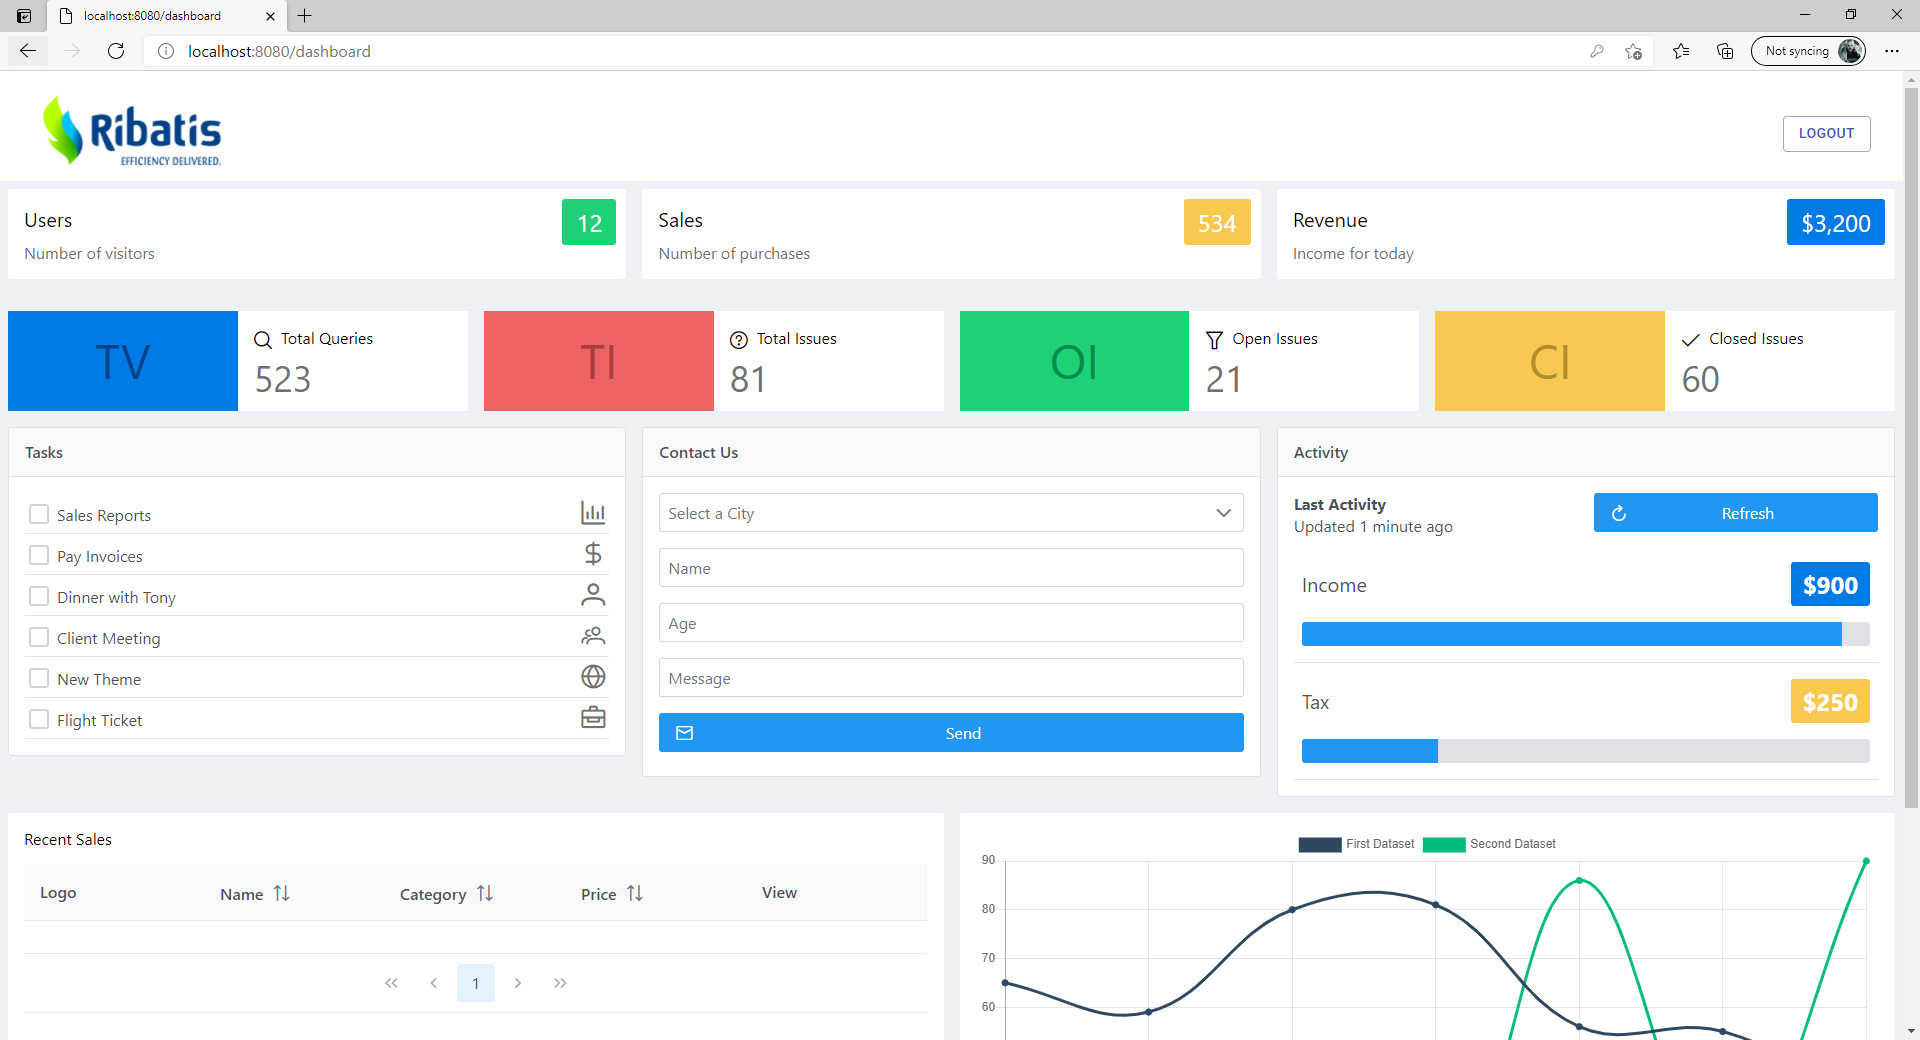 localhost:8080/dashboard
localhost:8080/dashboard
Not syncing
Ribatis
EFFICIENCY DELIVERED.
LOGOUT
Users
12
Number of visitors
Sales
534
Number of purchases
Revenue
$3,200
Income for today
TV
Total Queries
523
TI
Total Issues
81
OI
Open Issues
21
CI
Closed Issues
60
Tasks
Sales Reports
Pay Invoices
Dinner with Tony
Client Meeting
New Theme
Flight Ticket
Contact Us
Select a City
Name
Age
Message
Send
Activity
Last Activity
Updated 1 minute ago
Refresh
Income
$900
Tax
$250
Recent Sales
Logo Name Category Price View
1
First Dataset Second Dataset
90
80
70
60